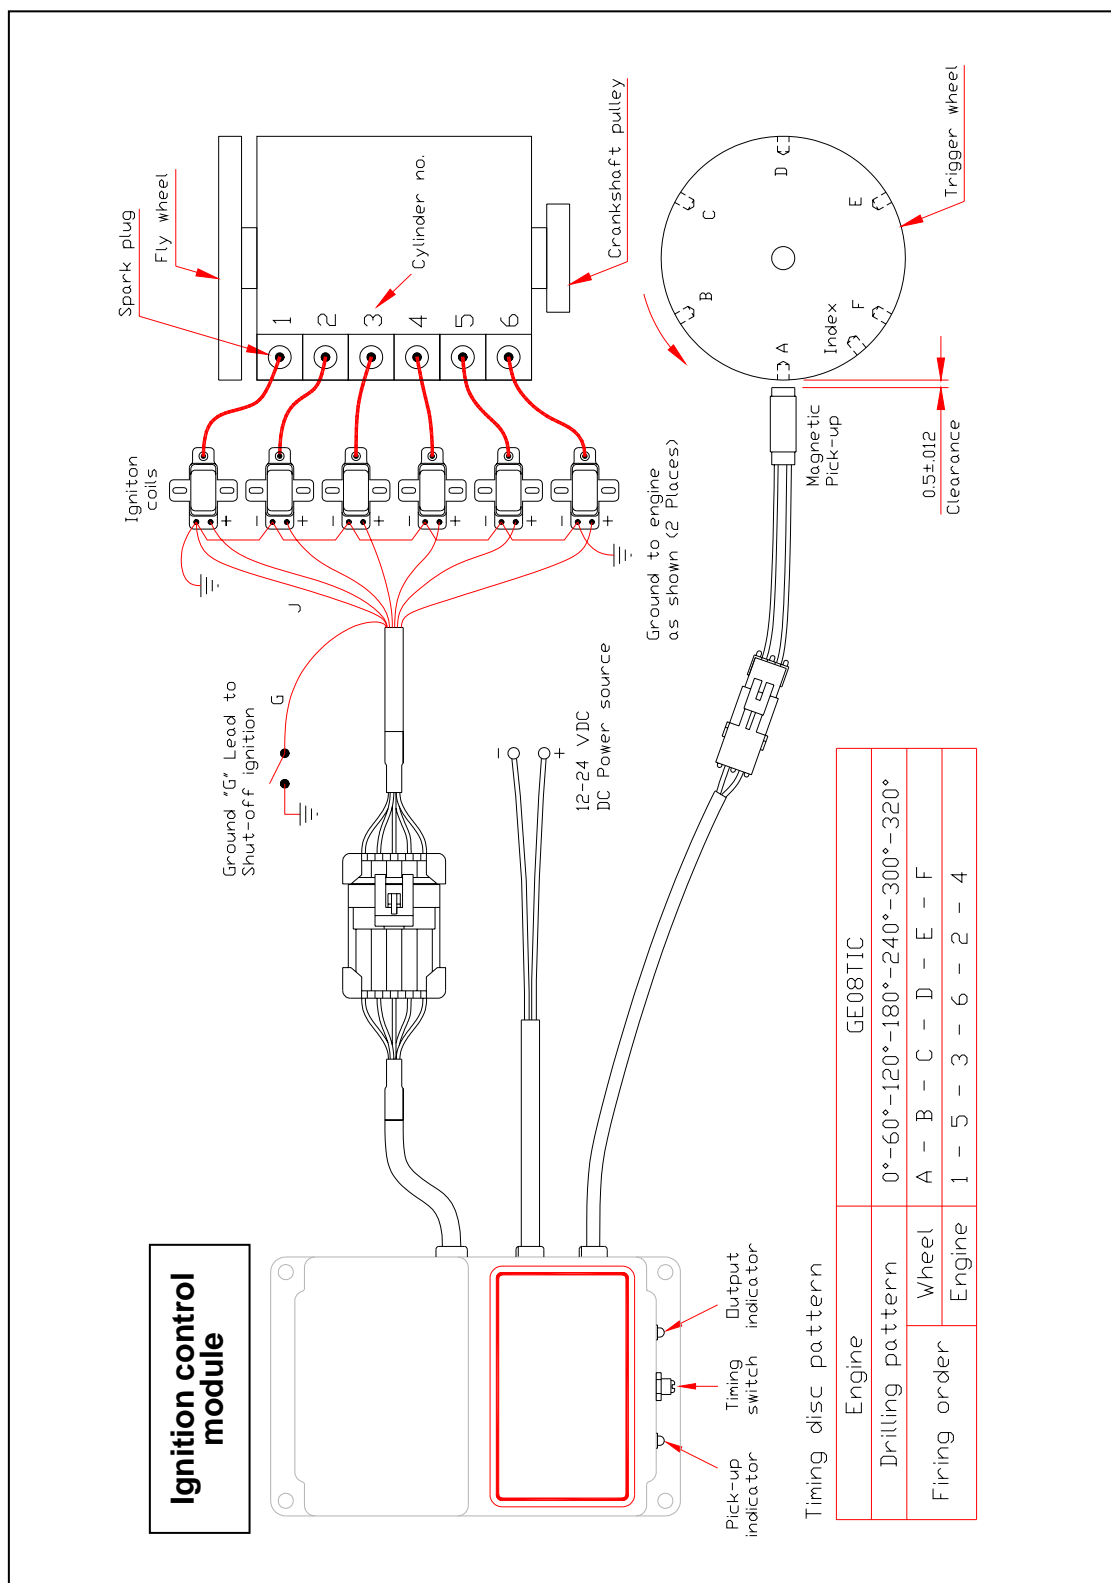 Ignition control
module
Spark plug
Fly wheel
Cylinder no.
Crankshaft pulley
1
2
3
4
5
6
Igniton
coils
+
-
+
-
+
-
+
-
+
-
+
J
Ground to engine
as shown (2 Places)
Ground "G" Lead to
Shut-off ignition
G
12-24 VDC
DC Power source
-
+
A
B
C
D
E
F
Index
Trigger wheel
Magnetic
Pick-up
0.5±.012
Clearance
Pick-up
indicator
Timing
switch
Output
indicator
Timing disc pattern
Engine GE08TIC
Drilling pattern 0°-60°-120°-180°-240°-300°-320°
Firing order
Wheel A - B - C - D - E - F
Engine 1 - 5 - 3 - 6 - 2 - 4